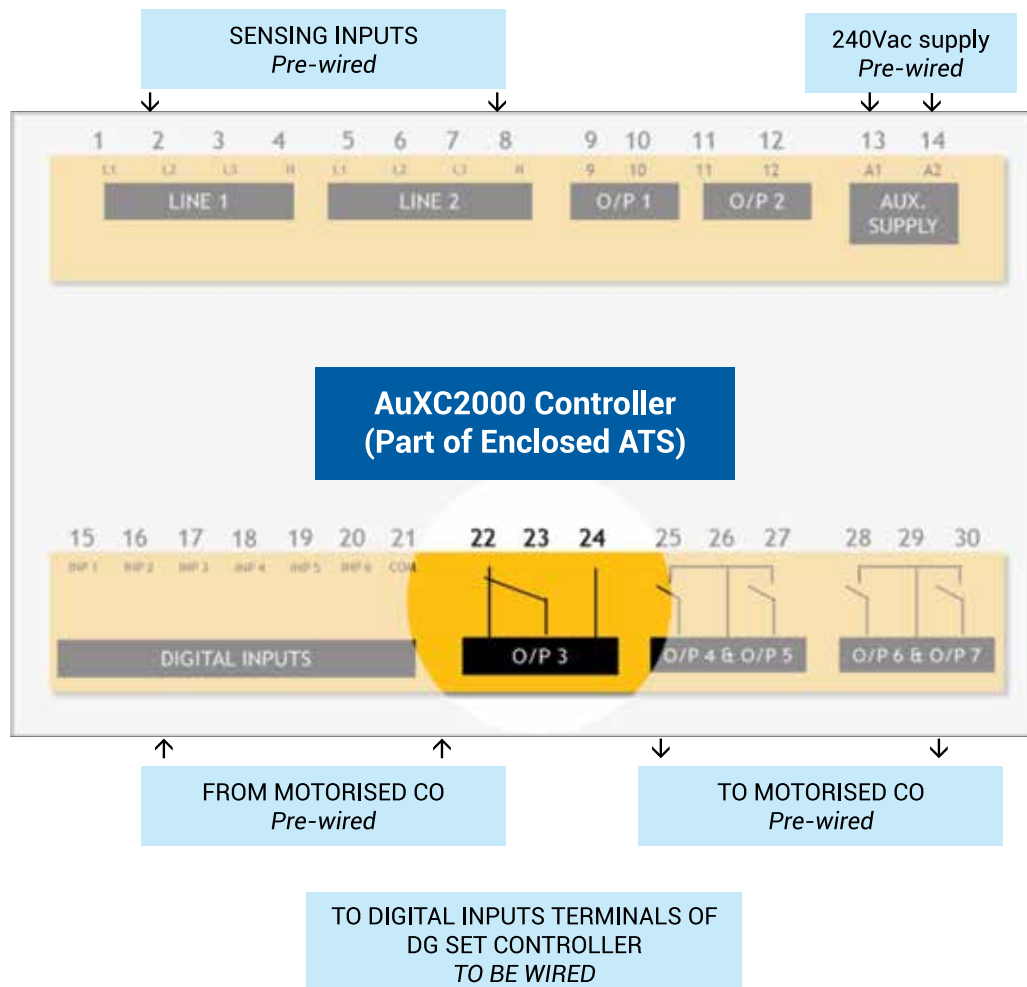 SENSING INPUTS
Pre-wired
240Vac supply
Pre-wired
1 2 3 4 5 6 7 8 9 10 11 12 13 14
L1 L2 L3 N L1 L2 L3 N 9 10 11 12 A1 A2
LINE 1 LINE 2 O/P 1 O/P 2 AUX. SUPPLY
AuXC2000 Controller
(Part of Enclosed ATS)
15 16 17 18 19 20 21 22 23 24 25 26 27 28 29 30
INP 1 INP 2 INP 3 INP 4 INP 5 INP 6 COM
DIGITAL INPUTS O/P 3 O/P 4 & O/P 5 O/P 6 & O/P 7
FROM MOTORISED CO
Pre-wired
TO MOTORISED CO
Pre-wired
TO DIGITAL INPUTS TERMINALS OF
DG SET CONTROLLER
TO BE WIRED